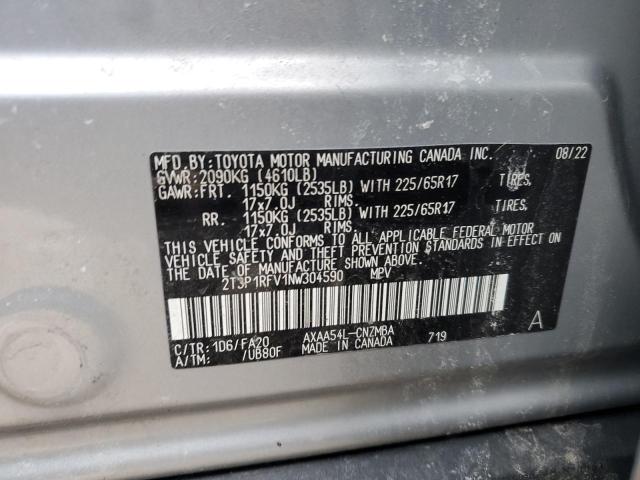 MFD.BY:TOYOTA MOTOR MANUFACTURING CANADA INC. 08/22
GVWR:2090KG (4610LB)
GAWR:FRT. 1150KG (2535LB) WITH 225/65R17 TIRES,
17x7.0J RIMS.
RR. 1150KG (2535LB) WITH 225/65R17 TIRES,
17x7.0J RIMS.
THIS VEHICLE CONFORMS TO ALL APPLICABLE FEDERAL MOTOR
VEHICLE SAFETY AND THEFT PREVENTION STANDARDS IN EFFECT
ON THE DATE OF MANUFACTURE SHOWN ABOVE.
2T3P1RFV1NW304590 MPV
C/TR:1D6/FA20 AXAA54L-CNZMBA 719 A
A/TM: /UB80F MADE IN CANADA